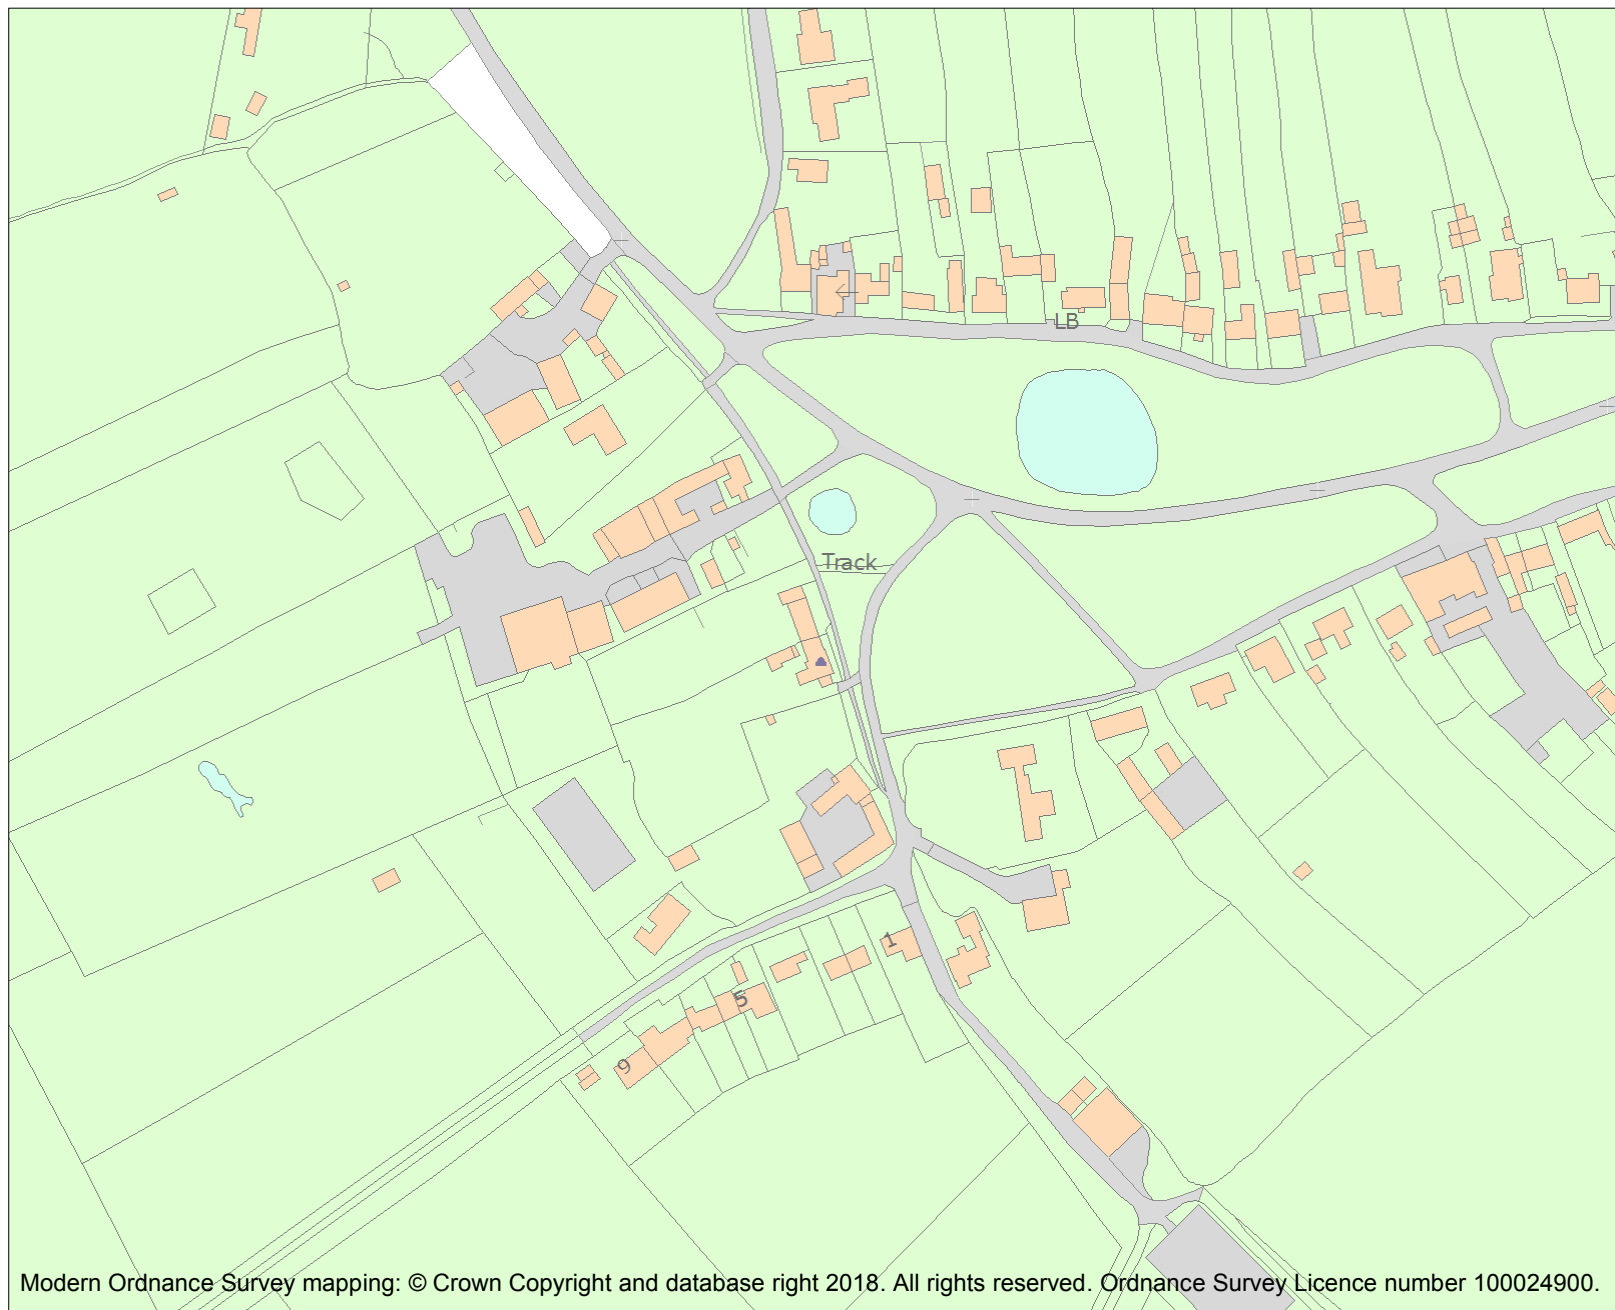 LB
Track
1
5
9
Modern Ordnance Survey mapping: © Crown Copyright and database right 2018. All rights reserved. Ordnance Survey Licence number 100024900.